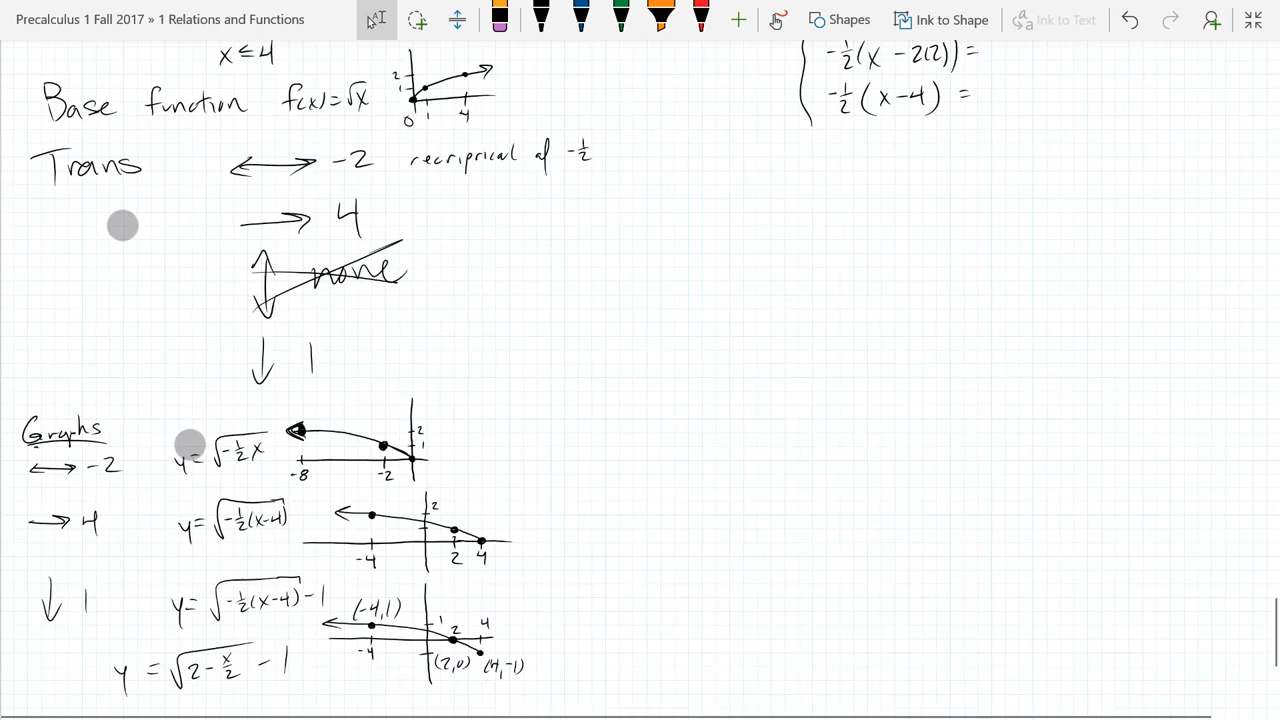 Precalculus 1 Fall 2017 » 1 Relations and Functions
Shapes
Ink to Shape
Ink to Text
x ≤ 4
-½(x - 2(2)) =
-½(x-4) =
Base function f(x)=√x
2
1
0 1 4
Trans ↔ -2 recriprical of -½
→ 4
↕ none
↓ 1
Graphs
↔ -2 y = √(-½x)
2
1
-8 -2
→ 4 y = √(-½(x-4))
2
-4 2 4
↓ 1 y = √(-½(x-4)) - 1
(-4,1) 1 2 4
-4 (2,0) (4,-1)
y = √(2 - x/2) - 1